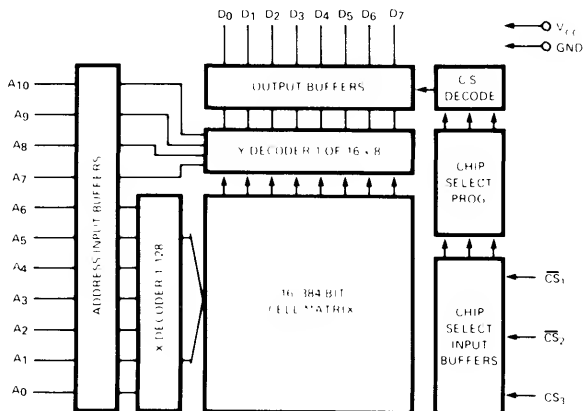 D0 D1 D2 D3 D4 D5 D6 D7
VCC
GND
OUTPUT BUFFERS
CS
DECODE
A10
A9
A8
A7
A6
A5
A4
A3
A2
A1
A0
ADDRESS INPUT BUFFERS
Y DECODER 1 OF 16 x 8
CHIP
SELECT
PROG
X DECODER 1 128
16 384 BIT
CELL MATRIX
CHIP
SELECT
INPUT
BUFFERS
C̅S̅1
C̅S̅2
CS3